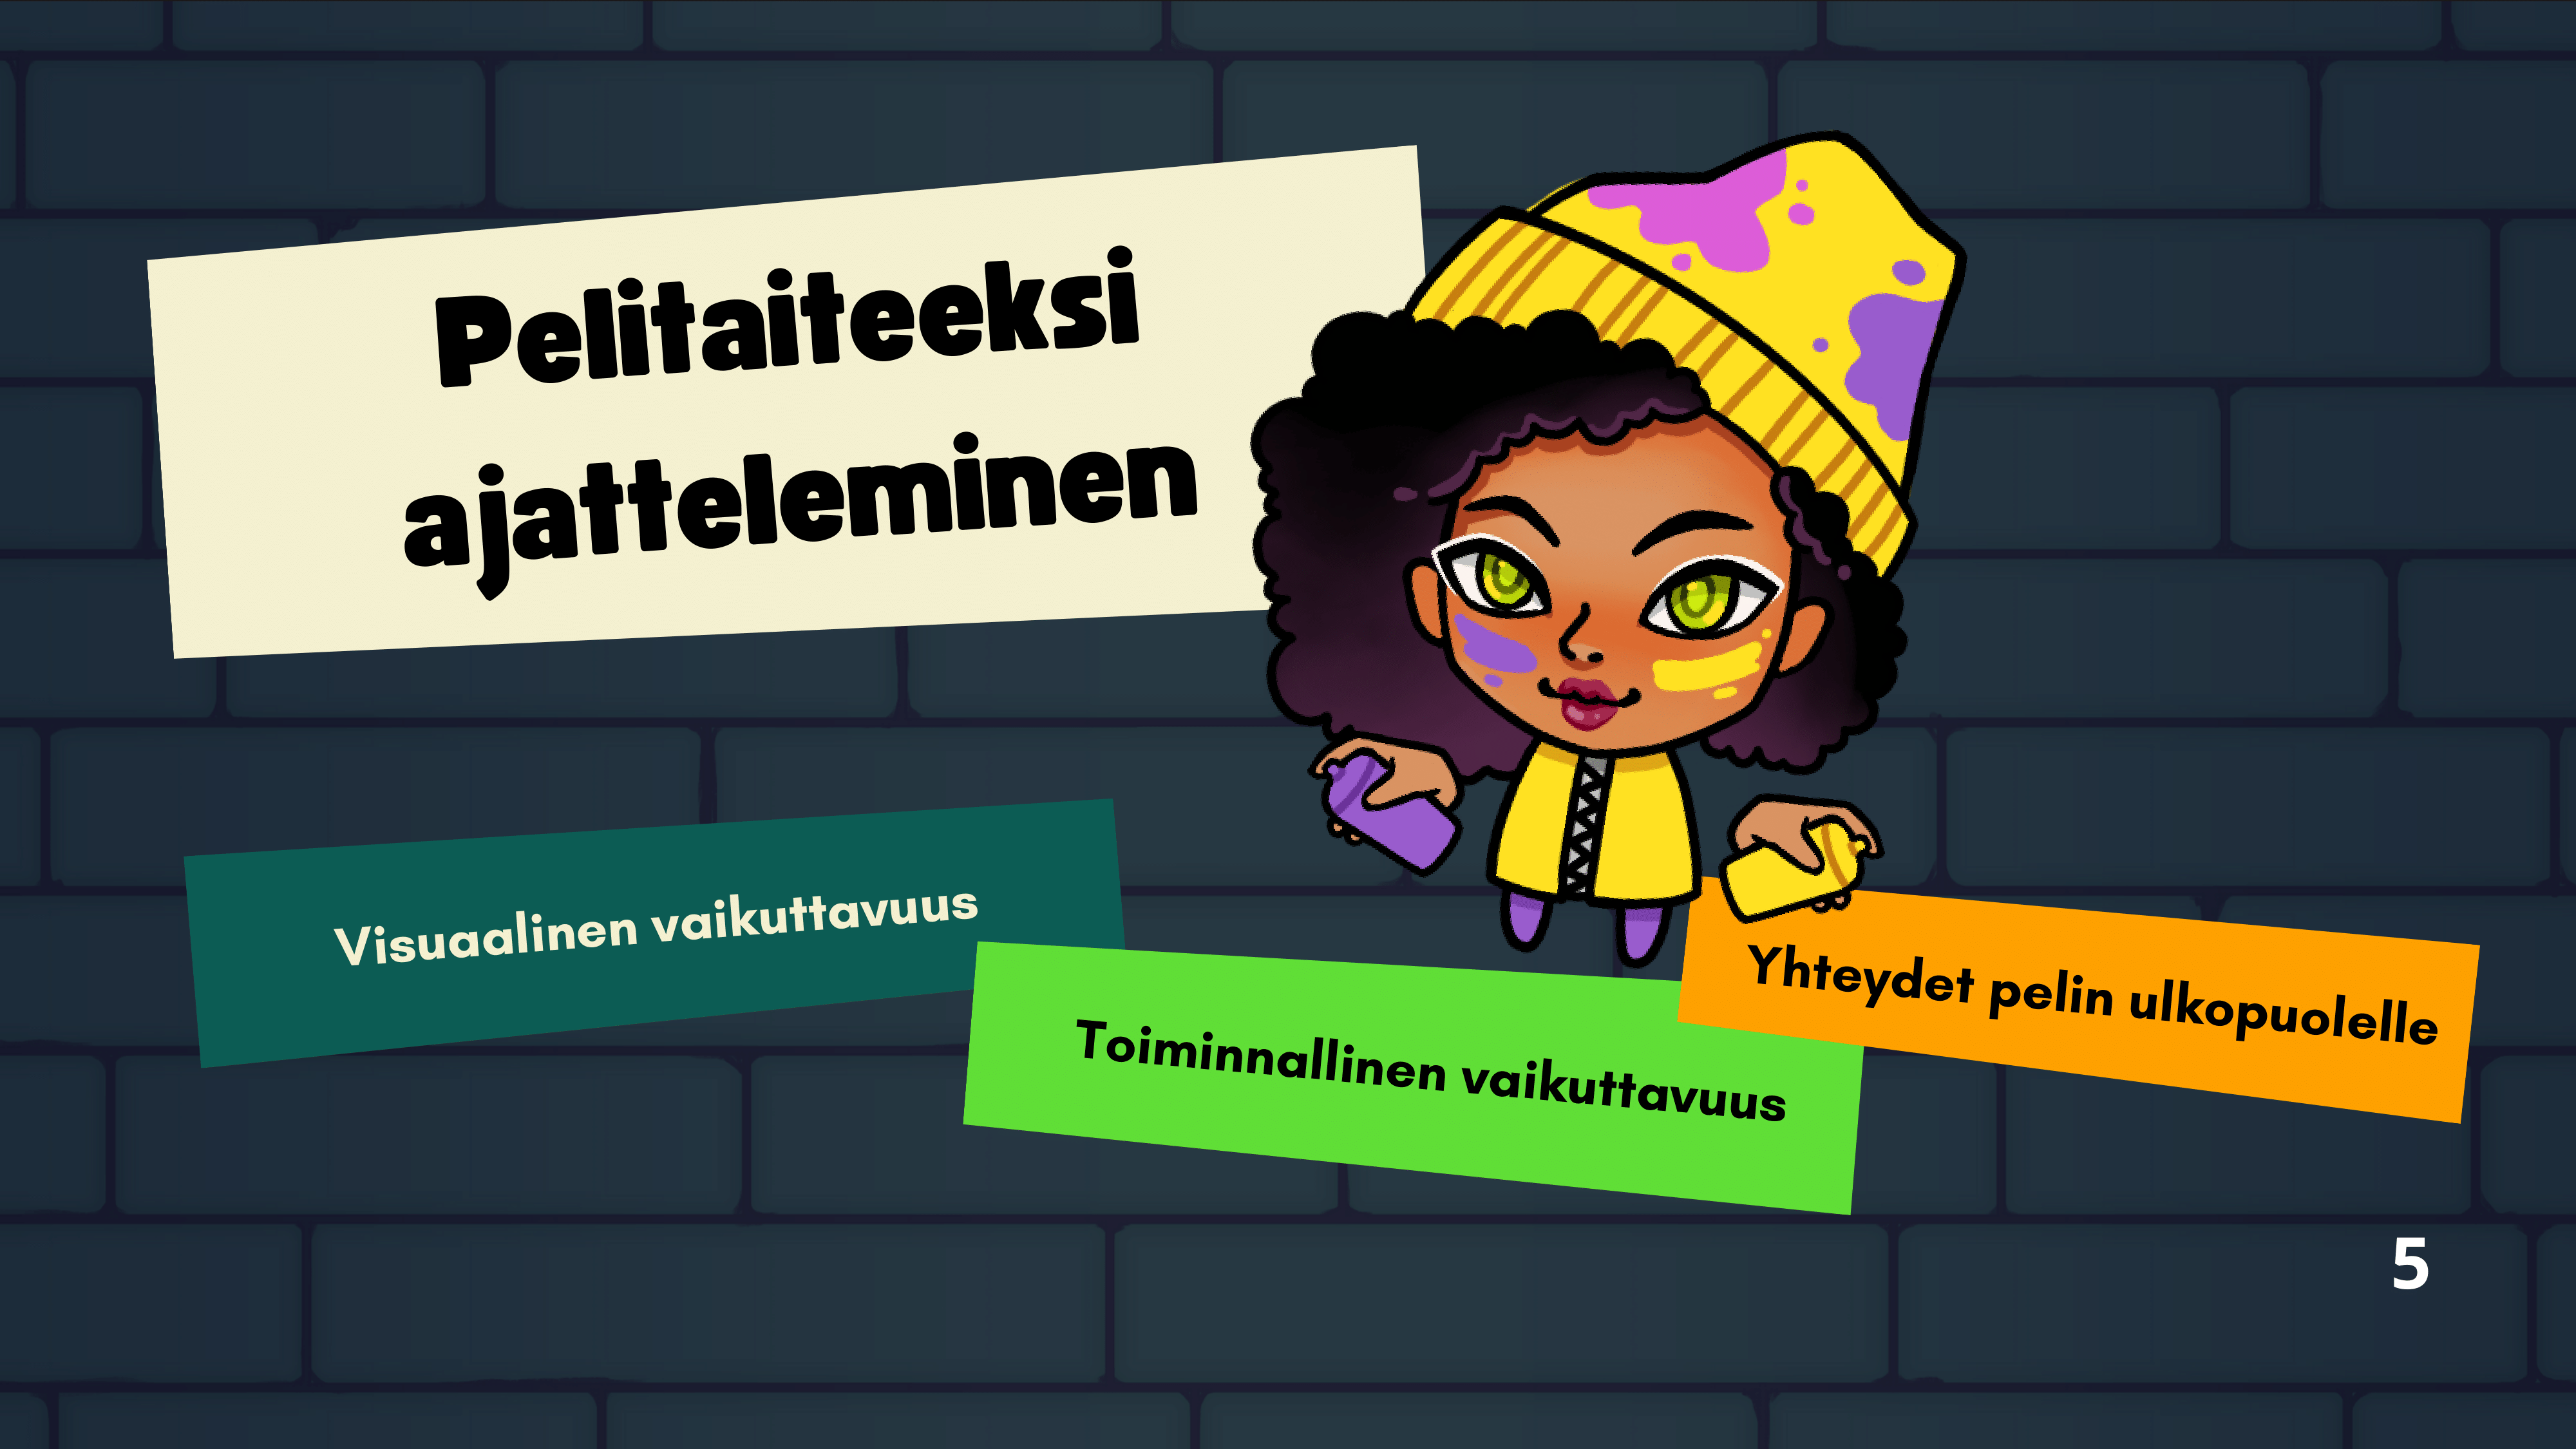 Pelitaiteeksi
ajatteleminen
Visuaalinen vaikuttavuus
Toiminnallinen vaikuttavuus
Yhteydet pelin ulkopuolelle
5